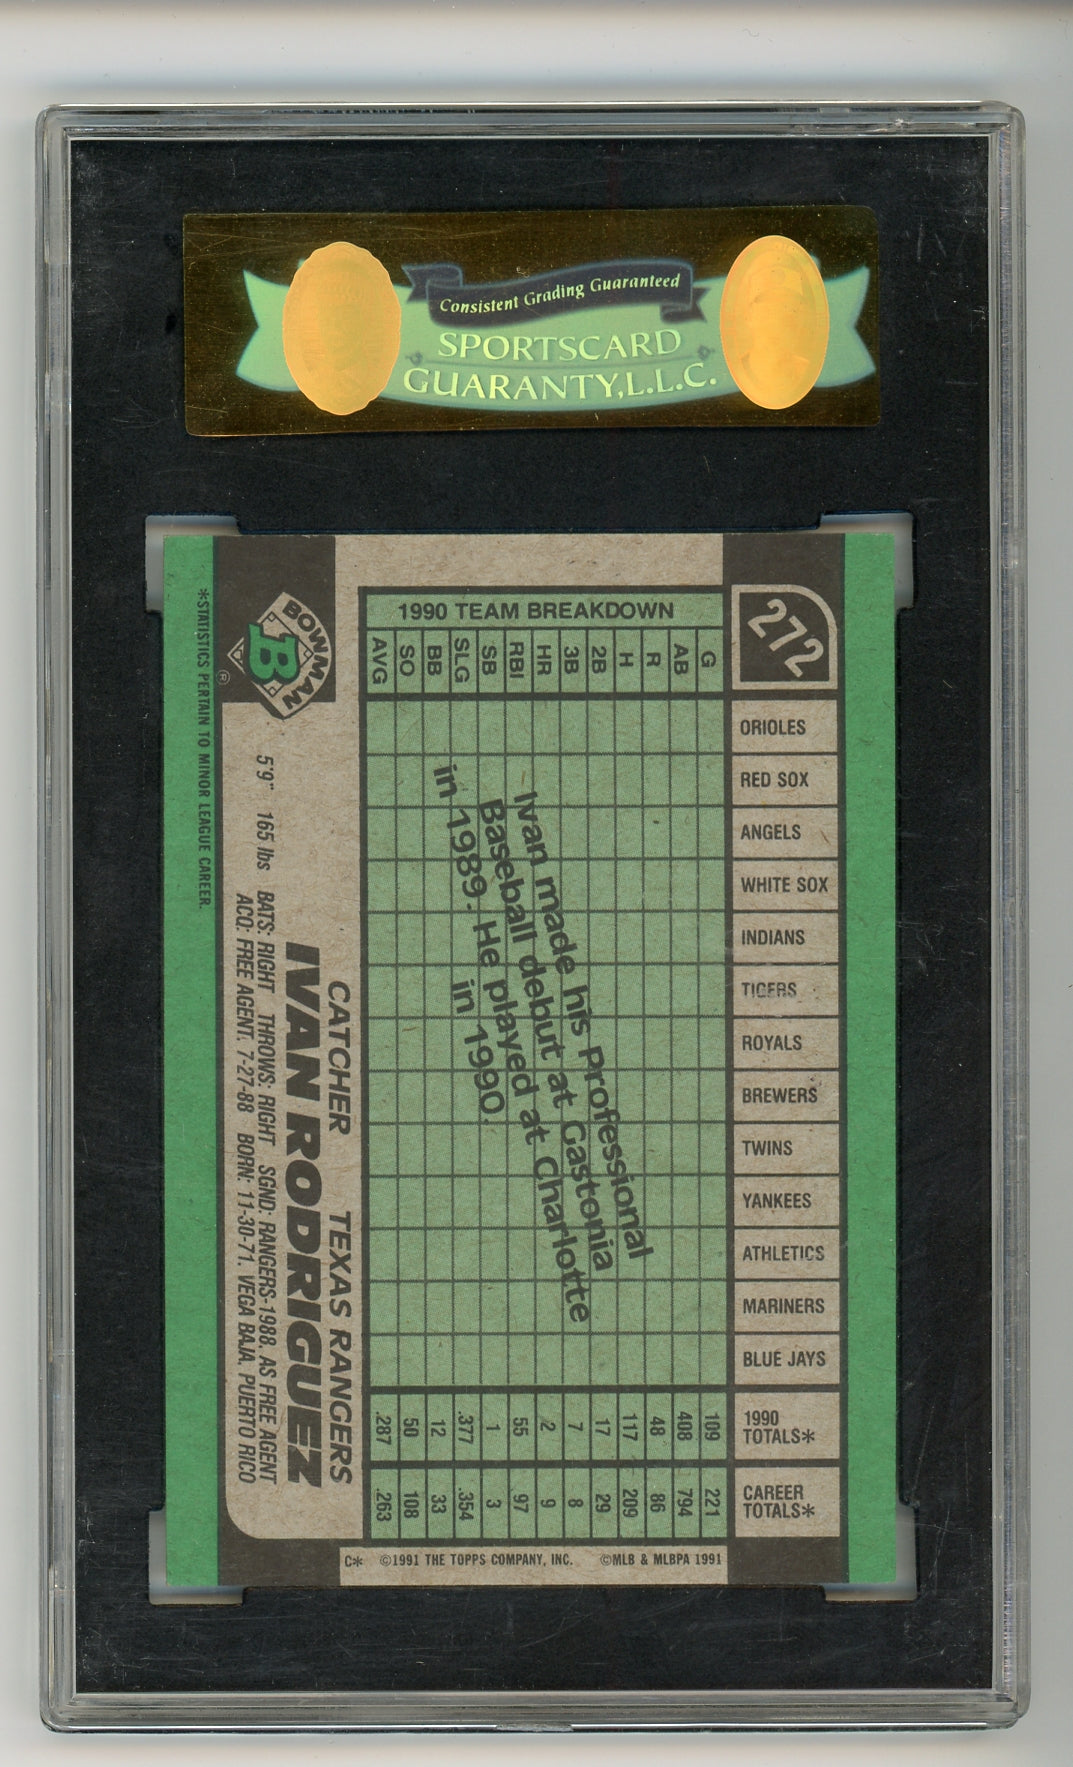 Consistent Grading Guaranteed
SPORTSCARD
GUARANTY,L.L.C.
272
1990 TEAM BREAKDOWN
G
AB
R
H
2B
3B
HR
RBI
SB
SLG
BB
SO
AVG
ORIOLES
RED SOX
ANGELS
WHITE SOX
INDIANS
TIGERS
ROYALS
BREWERS
TWINS
YANKEES
ATHLETICS
MARINERS
BLUE JAYS
1990
TOTALS*
109
408
48
117
17
7
2
55
1
.377
12
50
.287
CAREER
TOTALS*
221
794
86
209
29
8
9
97
3
.354
33
108
.263
Ivan made his Professional
Baseball debut at Gastonia
in 1989. He played at Charlotte
in 1990.
BOWMAN
B
®
CATCHER TEXAS RANGERS
IVAN RODRIGUEZ
5'9" 165 lbs BATS: RIGHT THROWS: RIGHT SGND: RANGERS-1988, AS FREE AGENT
ACQ: FREE AGENT, 7-27-88 BORN: 11-30-71, VEGA BAJA, PUERTO RICO
*STATISTICS PERTAIN TO MINOR LEAGUE CAREER.
C* ©1991 THE TOPPS COMPANY, INC. ©MLB & MLBPA 1991